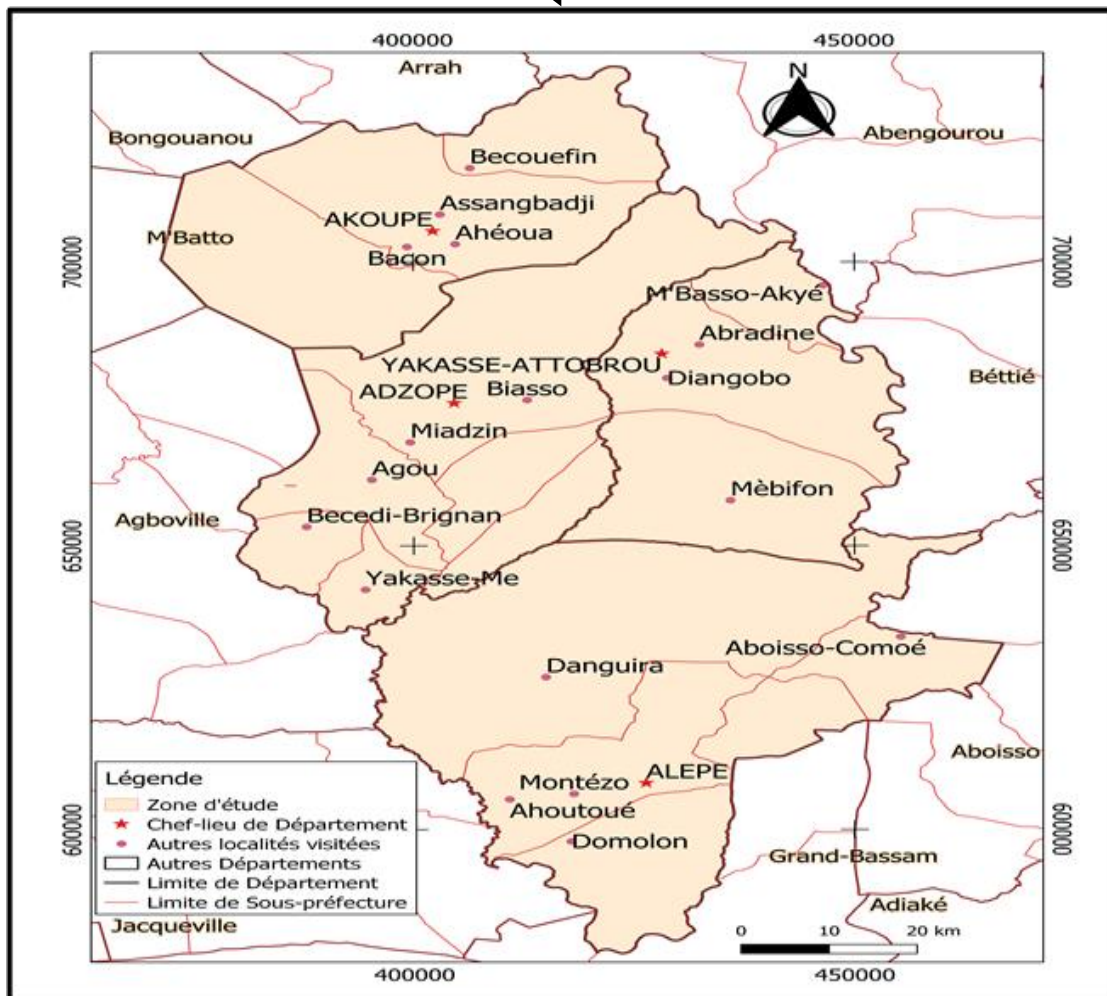 400000
450000
Arrah
N
Bongouanou
Abengourou
Becouefin
Assangbadji
AKOUPE
M'Batto
Ahéoua
Bacon
700000
700000
M'Basso-Akyé
Abradine
YAKASSE-ATTOBROU
Diangobo
Béttié
ADZOPE
Biasso
Miadzin
Agou
Mèbifon
Becedi-Brignan
Agboville
650000
650000
Yakasse-Me
Aboisso-Comoé
Danguira
Aboisso
ALEPE
Montézo
Ahoutoué
600000
600000
Domolon
Grand-Bassam
Adiaké
Jacqueville
Légende
Zone d'étude
Chef-lieu de Département
Autres localités visitées
Autres Départements
Limite de Département
Limite de Sous-préfecture
0 10 20 km
400000
450000